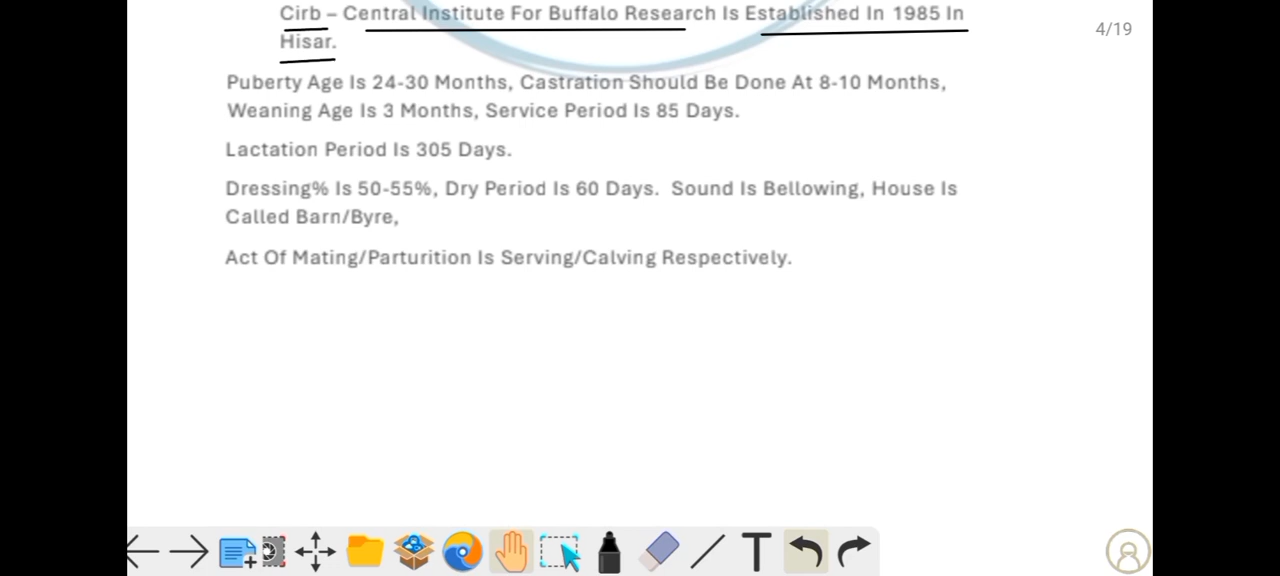 Cirb – Central Institute For Buffalo Research Is Established In 1985 In
Hisar.
4/19
Puberty Age Is 24-30 Months, Castration Should Be Done At 8-10 Months,
Weaning Age Is 3 Months, Service Period Is 85 Days.
Lactation Period Is 305 Days.
Dressing% Is 50-55%, Dry Period Is 60 Days. Sound Is Bellowing, House Is
Called Barn/Byre,
Act Of Mating/Parturition Is Serving/Calving Respectively.
T